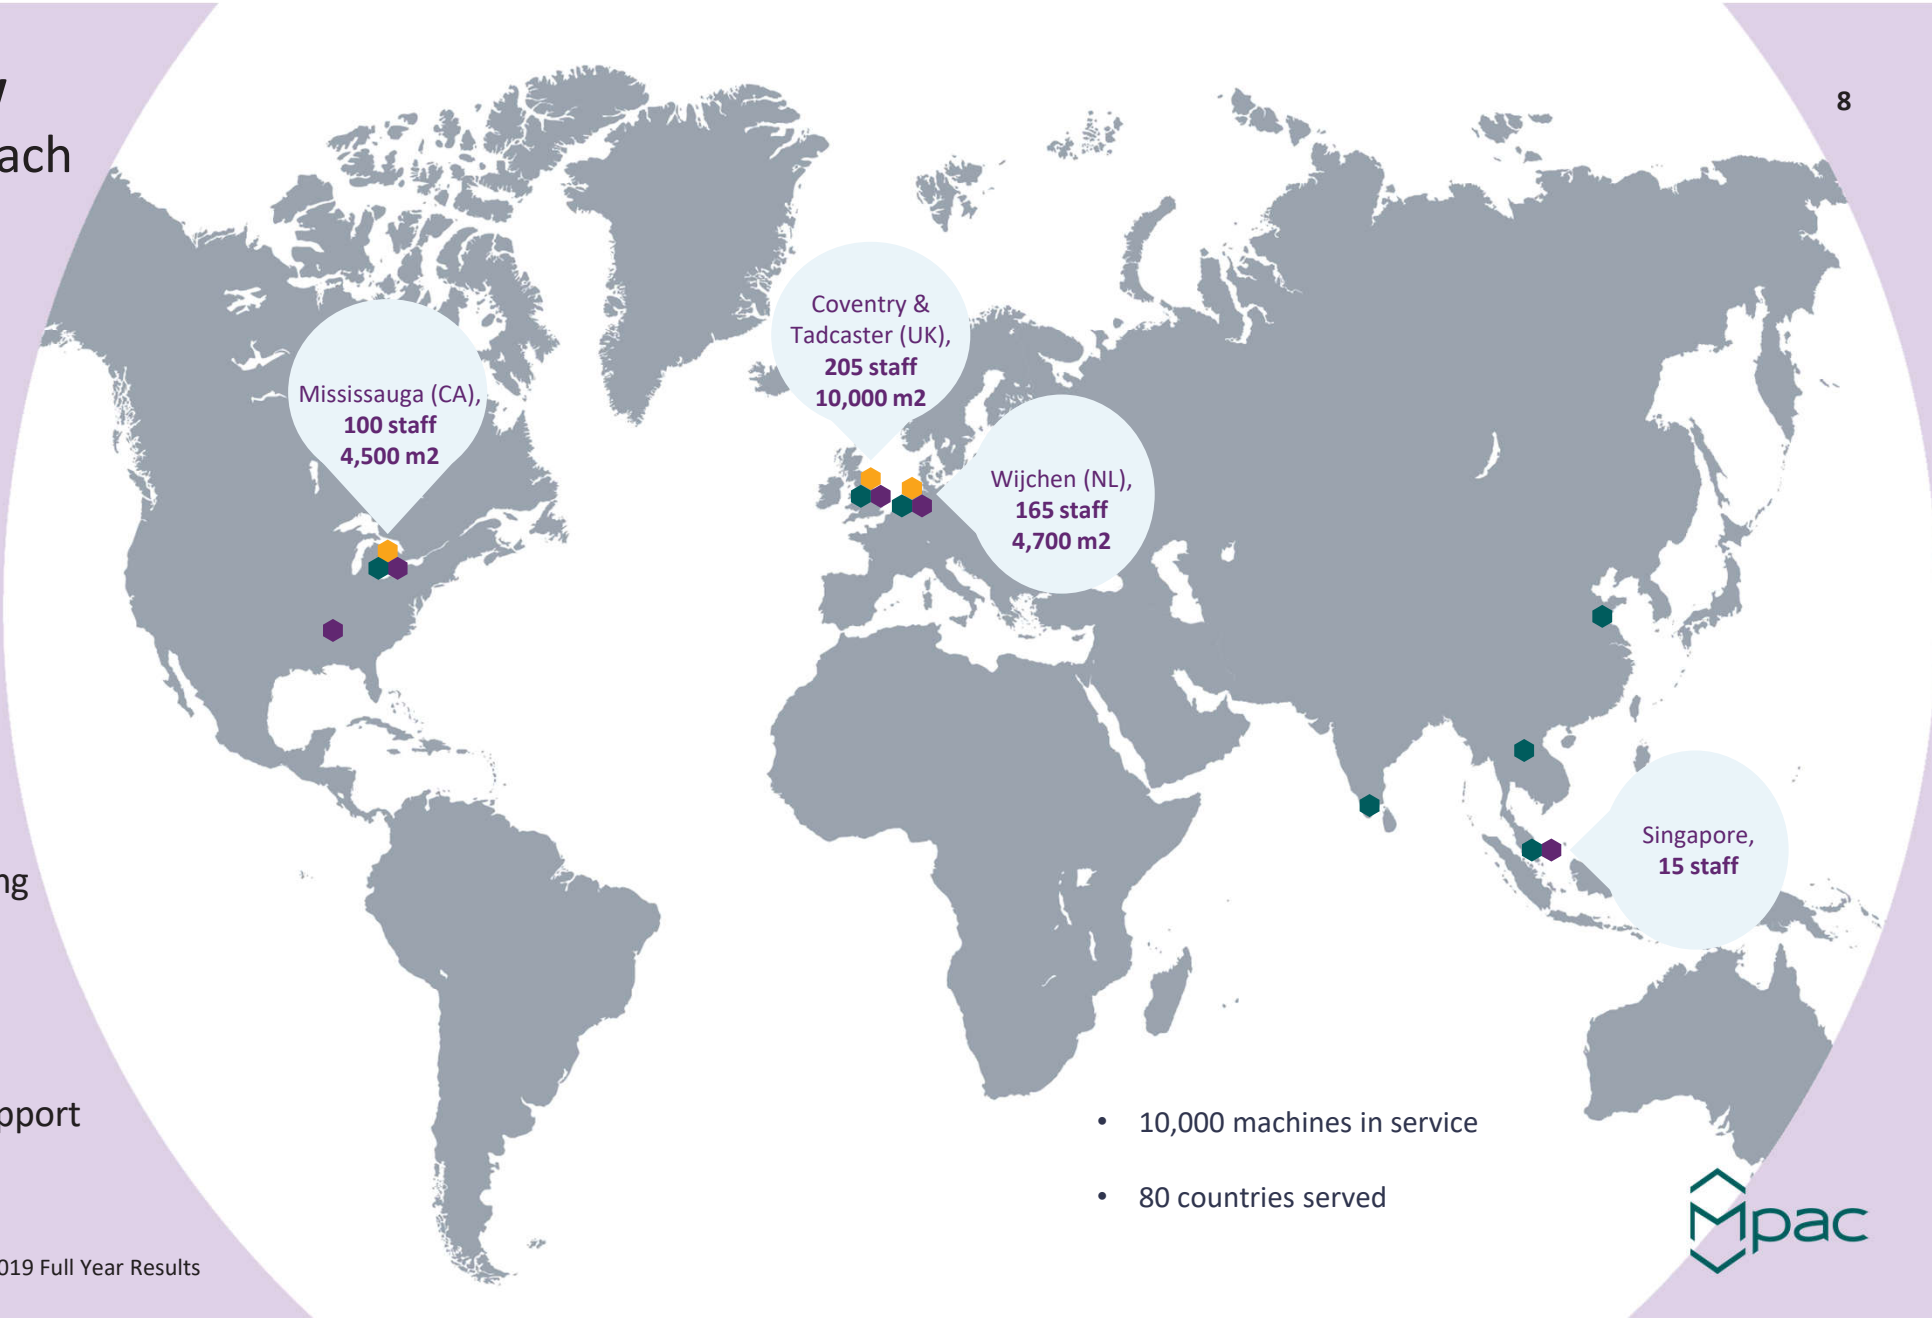 ach
8
Coventry &
Tadcaster (UK),
205 staff
10,000 m2
Mississauga (CA),
100 staff
4,500 m2
Wijchen (NL),
165 staff
4,700 m2
Singapore,
15 staff
ng
pport
• 10,000 machines in service
• 80 countries served
Mpac
019 Full Year Results